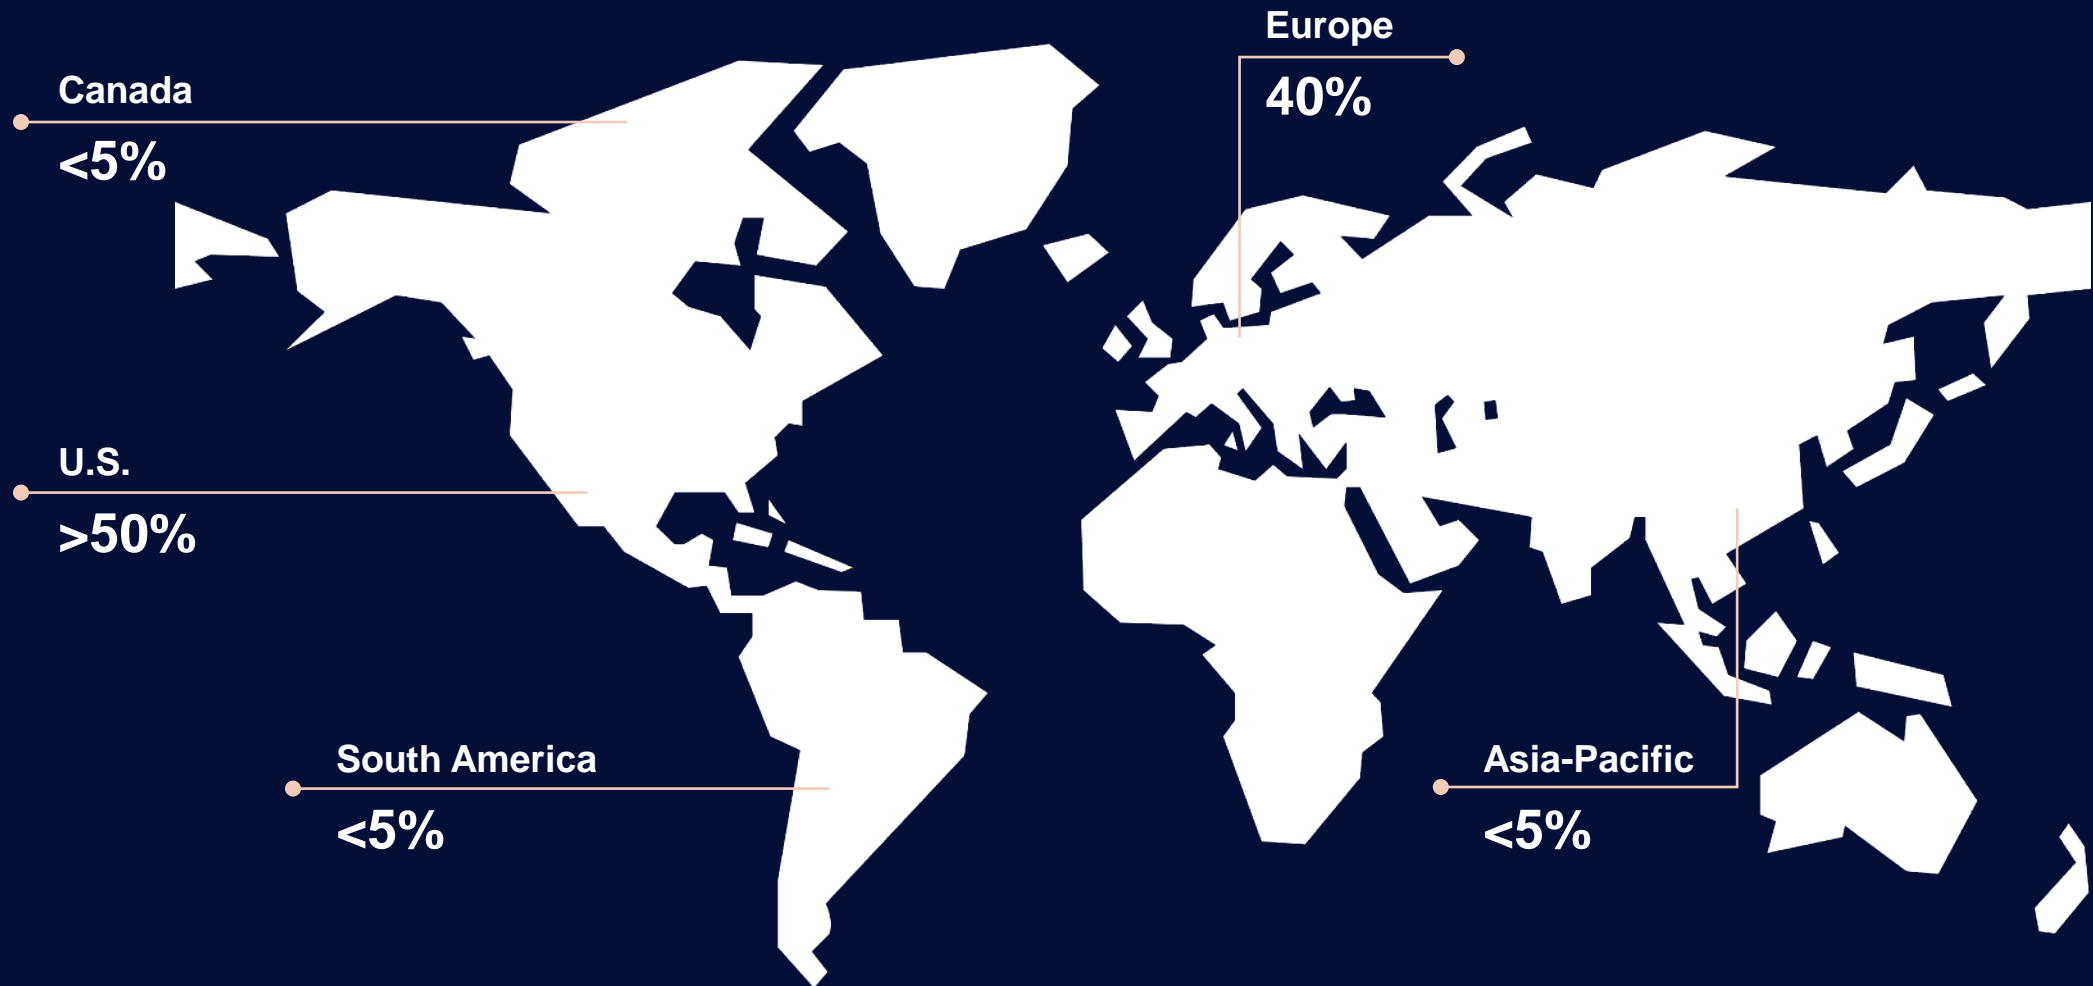 Europe
40%
Canada
<5%
U.S.
>50%
South America
<5%
Asia-Pacific
<5%